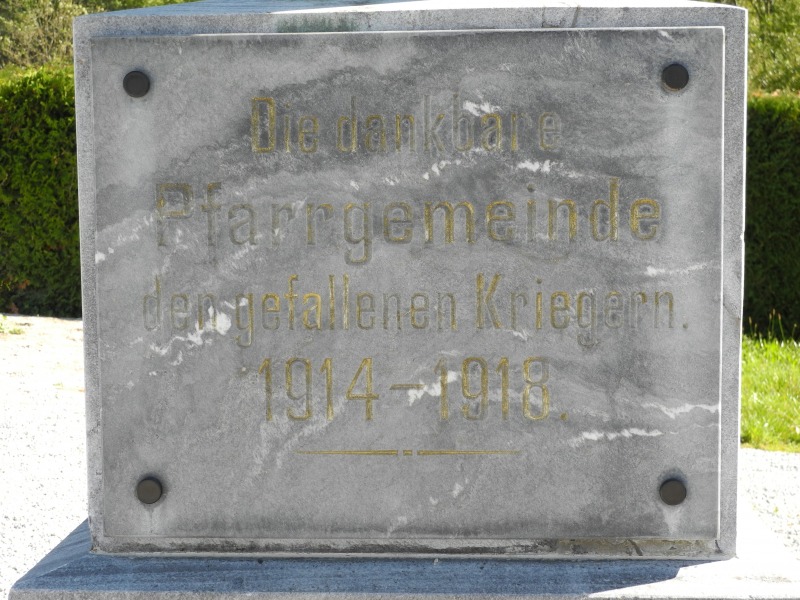 Die dankbare
Pfarrgemeinde
den gefallenen Kriegern.
1914-1918.